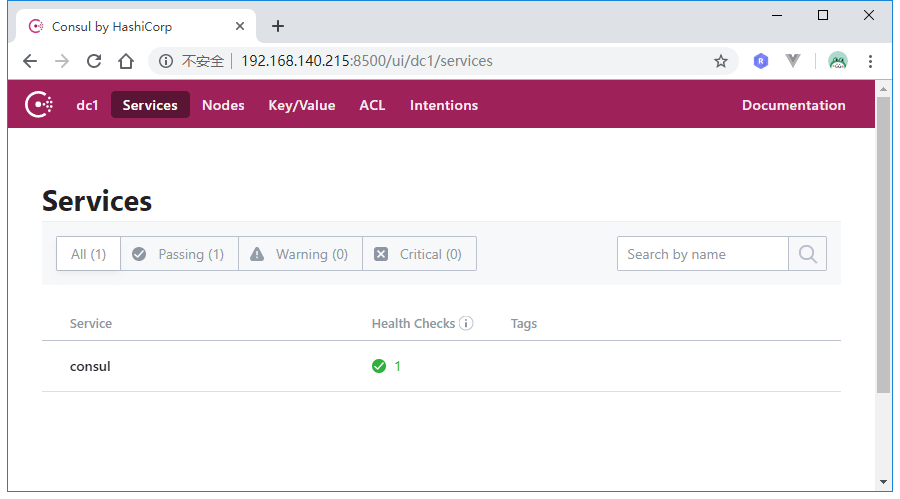 Consul by HashiCorp
不安全 192.168.140.215:8500/ui/dc1/services
dc1 Services Nodes Key/Value ACL Intentions Documentation
Services
All (1) Passing (1) Warning (0) Critical (0) Search by name
Service Health Checks Tags
consul 1